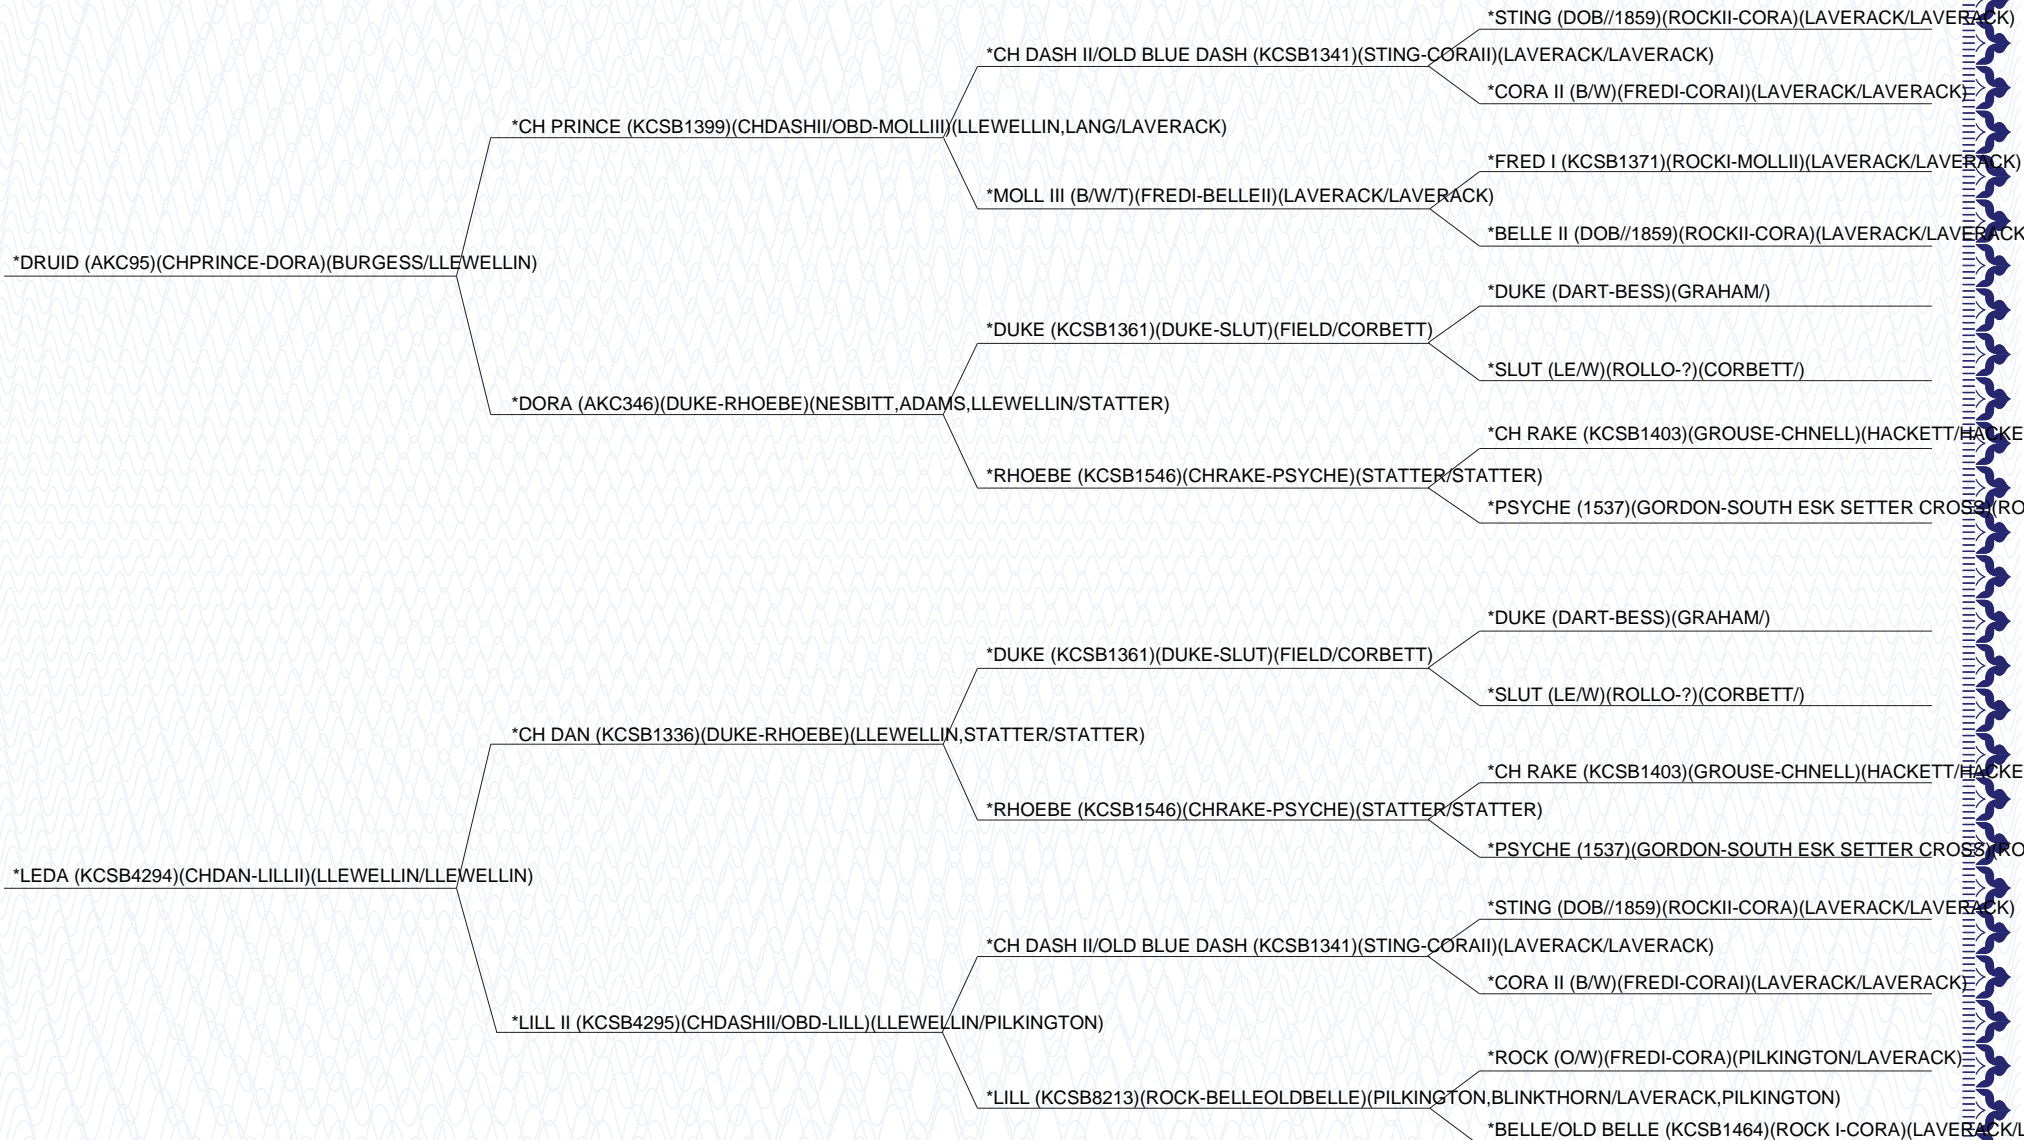 *STING (DOB//1859)(ROCKII-CORA)(LAVERACK/LAVERACK)
*CH DASH II/OLD BLUE DASH (KCSB1341)(STING-CORAII)(LAVERACK/LAVERACK)
*CORA II (B/W)(FREDI-CORAI)(LAVERACK/LAVERACK)
*CH PRINCE (KCSB1399)(CHDASHII/OBD-MOLLIII)(LLEWELLIN,LANG/LAVERACK)
*FRED I (KCSB1371)(ROCKI-MOLLII)(LAVERACK/LAVERACK)
*MOLL III (B/W/T)(FREDI-BELLEII)(LAVERACK/LAVERACK)
*BELLE II (DOB//1859)(ROCKII-CORA)(LAVERACK/LAVERACK
*DRUID (AKC95)(CHPRINCE-DORA)(BURGESS/LLEWELLIN)
*DUKE (DART-BESS)(GRAHAM/)
*DUKE (KCSB1361)(DUKE-SLUT)(FIELD/CORBETT)
*SLUT (LE/W)(ROLLO-?)(CORBETT/)
*DORA (AKC346)(DUKE-RHOEBE)(NESBITT,ADAMS,LLEWELLIN/STATTER)
*CH RAKE (KCSB1403)(GROUSE-CHNELL)(HACKETT/HACKE
*RHOEBE (KCSB1546)(CHRAKE-PSYCHE)(STATTER/STATTER)
*PSYCHE (1537)(GORDON-SOUTH ESK SETTER CROSS)(RO
*DUKE (DART-BESS)(GRAHAM/)
*DUKE (KCSB1361)(DUKE-SLUT)(FIELD/CORBETT)
*SLUT (LE/W)(ROLLO-?)(CORBETT/)
*CH DAN (KCSB1336)(DUKE-RHOEBE)(LLEWELLIN,STATTER/STATTER)
*CH RAKE (KCSB1403)(GROUSE-CHNELL)(HACKETT/HACKE
*RHOEBE (KCSB1546)(CHRAKE-PSYCHE)(STATTER/STATTER)
*PSYCHE (1537)(GORDON-SOUTH ESK SETTER CROSS)(RO
*LEDA (KCSB4294)(CHDAN-LILLII)(LLEWELLIN/LLEWELLIN)
*STING (DOB//1859)(ROCKII-CORA)(LAVERACK/LAVERACK)
*CH DASH II/OLD BLUE DASH (KCSB1341)(STING-CORAII)(LAVERACK/LAVERACK)
*CORA II (B/W)(FREDI-CORAI)(LAVERACK/LAVERACK)
*LILL II (KCSB4295)(CHDASHII/OBD-LILL)(LLEWELLIN/PILKINGTON)
*ROCK (O/W)(FREDI-CORA)(PILKINGTON/LAVERACK)
*LILL (KCSB8213)(ROCK-BELLEOLDBELLE)(PILKINGTON,BLINKTHORN/LAVERACK,PILKINGTON)
*BELLE/OLD BELLE (KCSB1464)(ROCK I-CORA)(LAVERACK/L